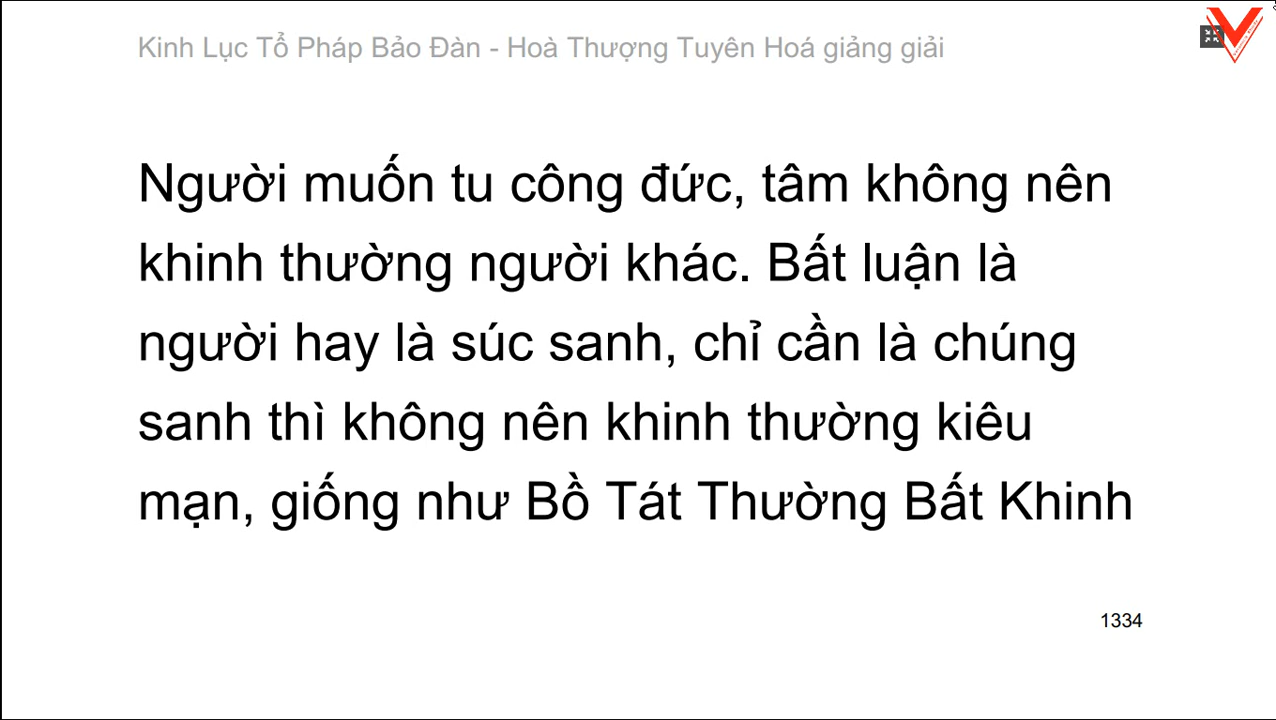 Kinh Lục Tổ Pháp Bảo Đàn - Hoà Thượng Tuyên Hoá giảng giải
Người muốn tu công đức, tâm không nên
khinh thường người khác. Bất luận là
người hay là súc sanh, chỉ cần là chúng
sanh thì không nên khinh thường kiêu
mạn, giống như Bồ Tát Thường Bất Khinh
1334